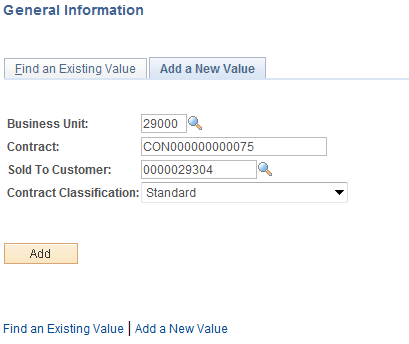 General Information
Find an Existing Value Add a New Value
Business Unit: 29000
Contract: CON000000000075
Sold To Customer: 0000029304
Contract Classification: Standard
Add
Find an Existing Value | Add a New Value